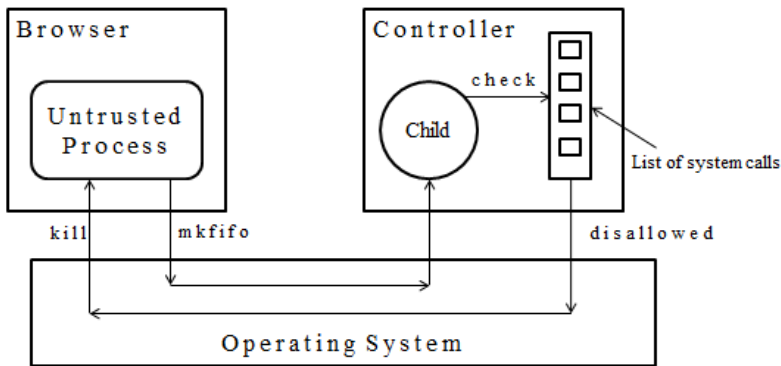 Browser
Untrusted
Process
kill
mkfifo
Controller
check
Child
List of system calls
disallowed
Operating System